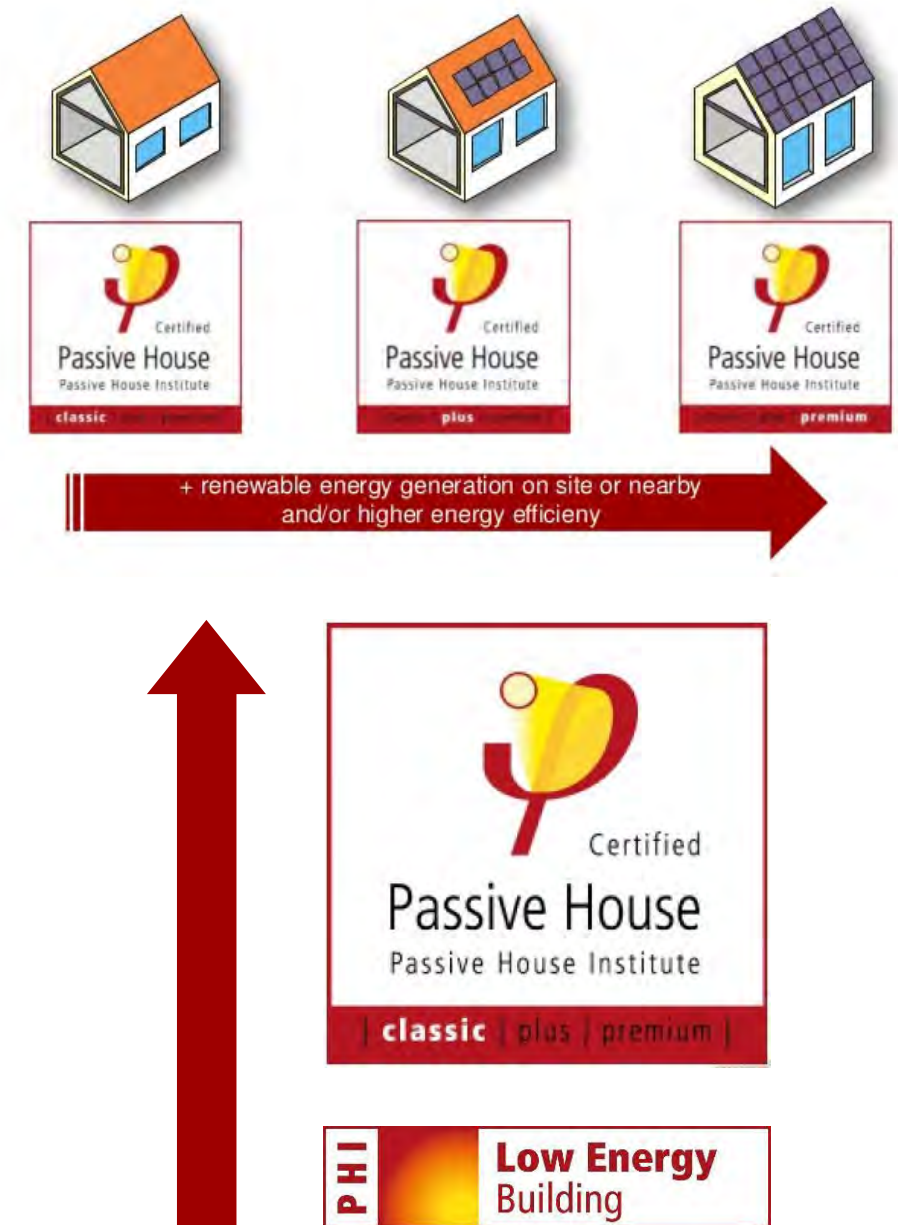 Certified
Passive House
Passive House Institute
classic
Certified
Passive House
Passive House Institute
plus
Certified
Passive House
Passive House Institute
premium
+ renewable energy generation on site or nearby
and/or higher energy efficieny
Certified
Passive House
Passive House Institute
| classic | plus | premium |
PHI
Low Energy
Building